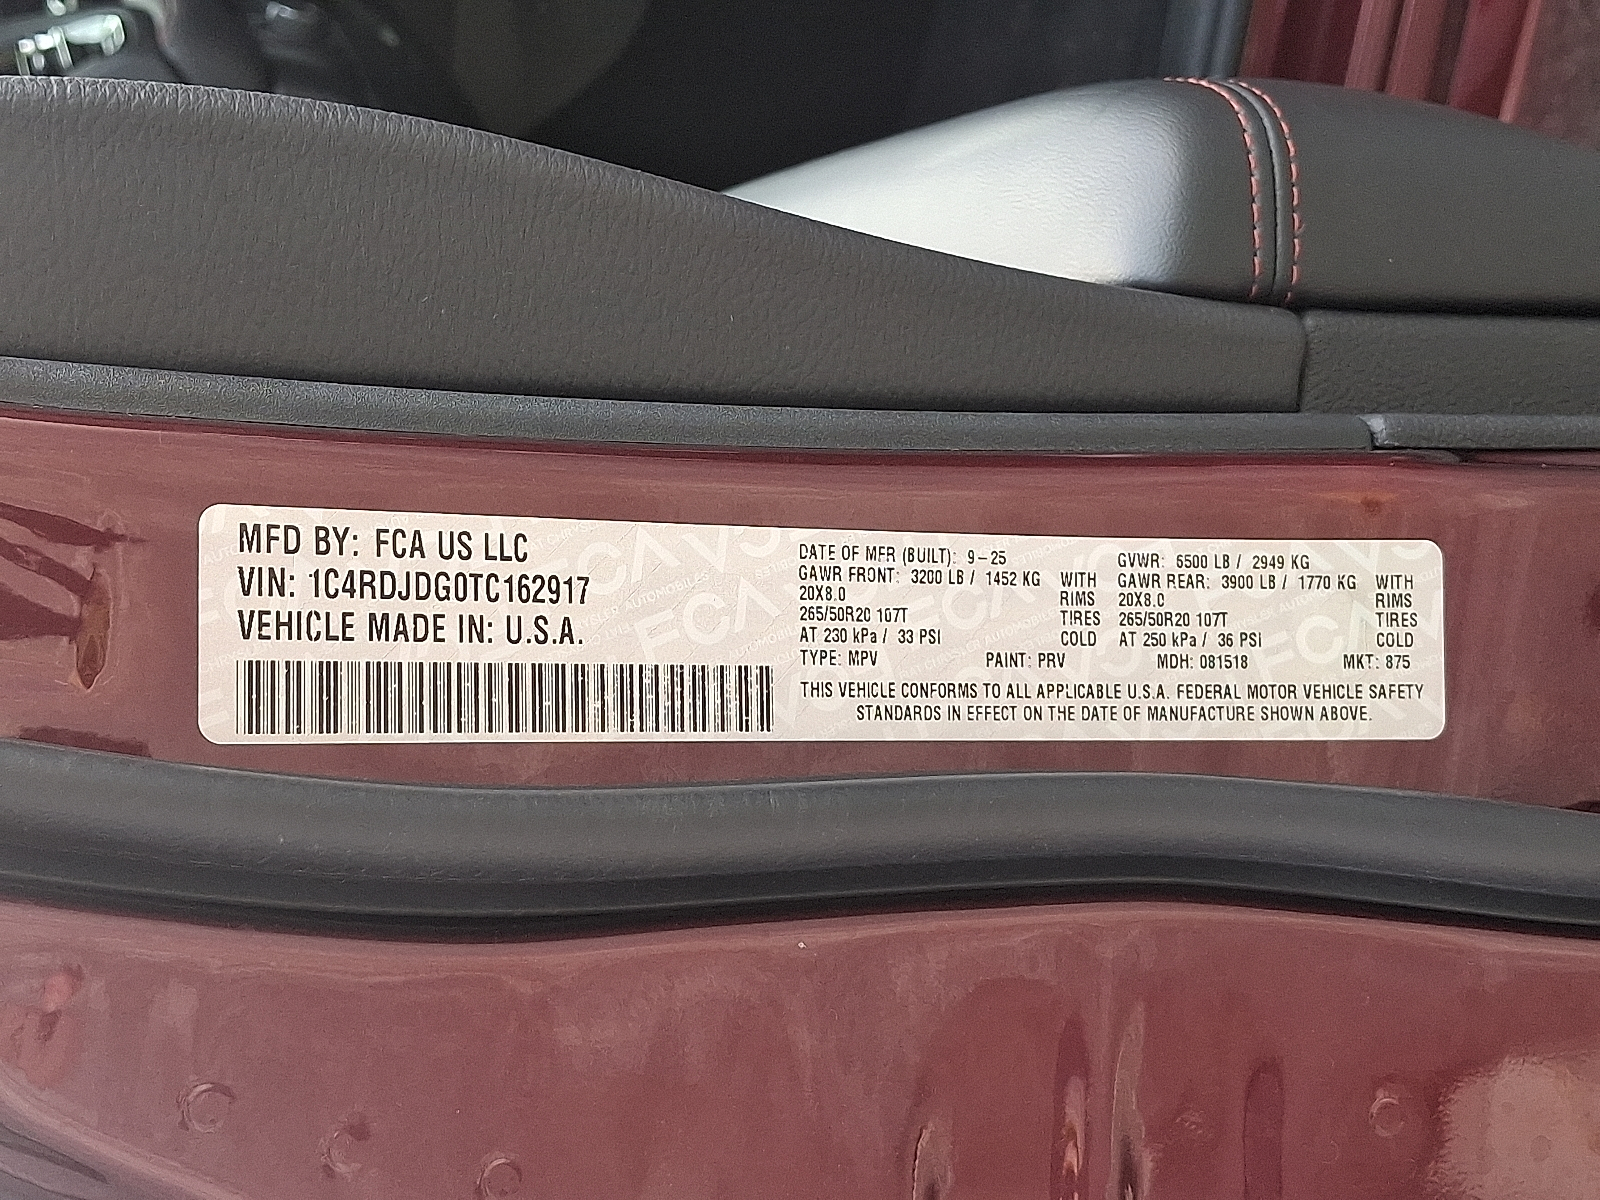 MFD BY: FCA US LLC
VIN: 1C4RDJDG0TC162917
VEHICLE MADE IN: U.S.A.
DATE OF MFR (BUILT): 9-25 GVWR: 6500 LB / 2949 KG
GAWR FRONT: 3200 LB / 1452 KG WITH GAWR REAR: 3900 LB / 1770 KG WITH
20X8.0 RIMS 20X8.0 RIMS
265/50R20 107T TIRES 265/50R20 107T TIRES
AT 230 kPa / 33 PSI COLD AT 250 kPa / 36 PSI COLD
TYPE: MPV PAINT: PRV MDH: 081518 MKT: 875
THIS VEHICLE CONFORMS TO ALL APPLICABLE U.S.A. FEDERAL MOTOR VEHICLE SAFETY
STANDARDS IN EFFECT ON THE DATE OF MANUFACTURE SHOWN ABOVE.